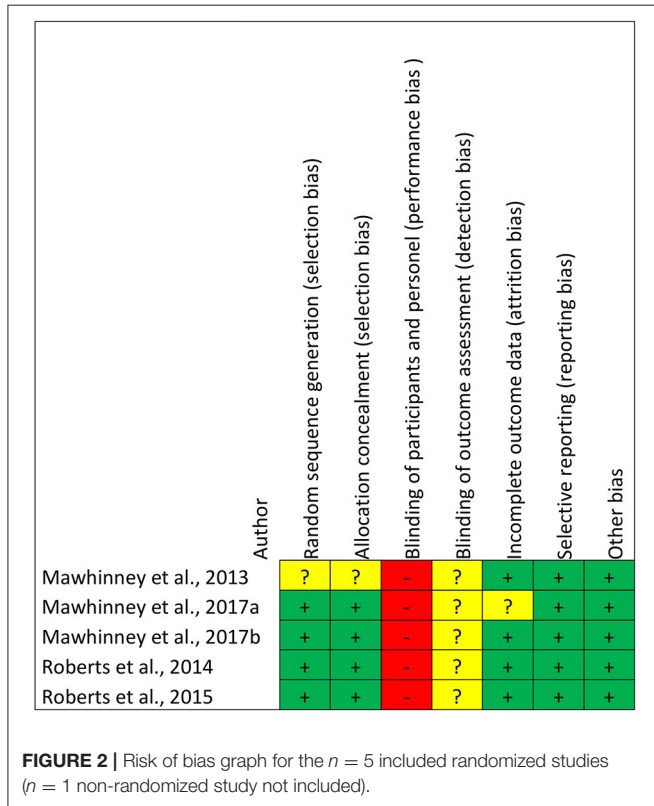 Author
Random sequence generation (selection bias)
Allocation concealment (selection bias)
Blinding of participants and personel (performance bias )
Blinding of outcome assessment (detection bias)
Incomplete outcome data (attrition bias)
Selective reporting (reporting bias)
Other bias
Mawhinney et al., 2013 ? ? - ? + + +
Mawhinney et al., 2017a + + - ? ? + +
Mawhinney et al., 2017b + + - ? + + +
Roberts et al., 2014 + + - ? + + +
Roberts et al., 2015 + + - ? + + +
FIGURE 2 | Risk of bias graph for the n = 5 included randomized studies
(n = 1 non-randomized study not included).